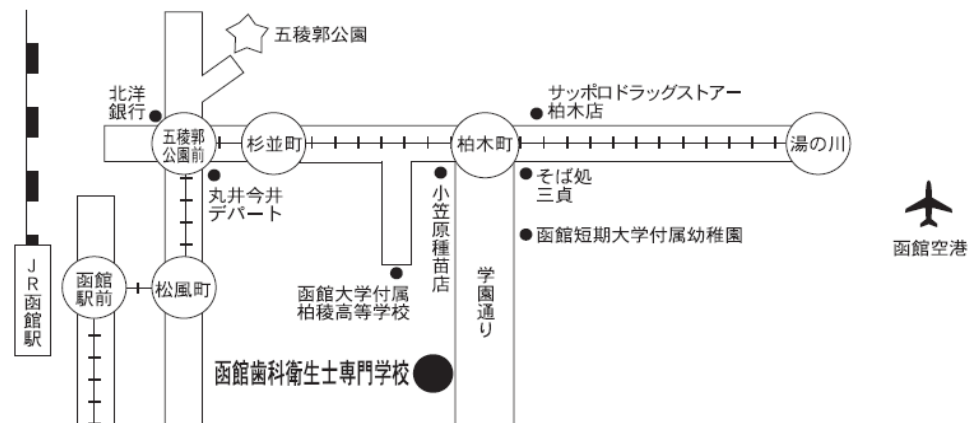 五稜郭公園
北洋
銀行
サッポロドラッグストアー
柏木店
五稜郭
公園前
杉並町
柏木町
湯の川
丸井今井
デパート
小笠原種苗店
そば処
三貞
函館短期大学付属幼稚園
函館空港
JR函館駅
函館
駅前
松風町
函館大学付属
柏稜高等学校
学園通り
函館歯科衛生士専門学校